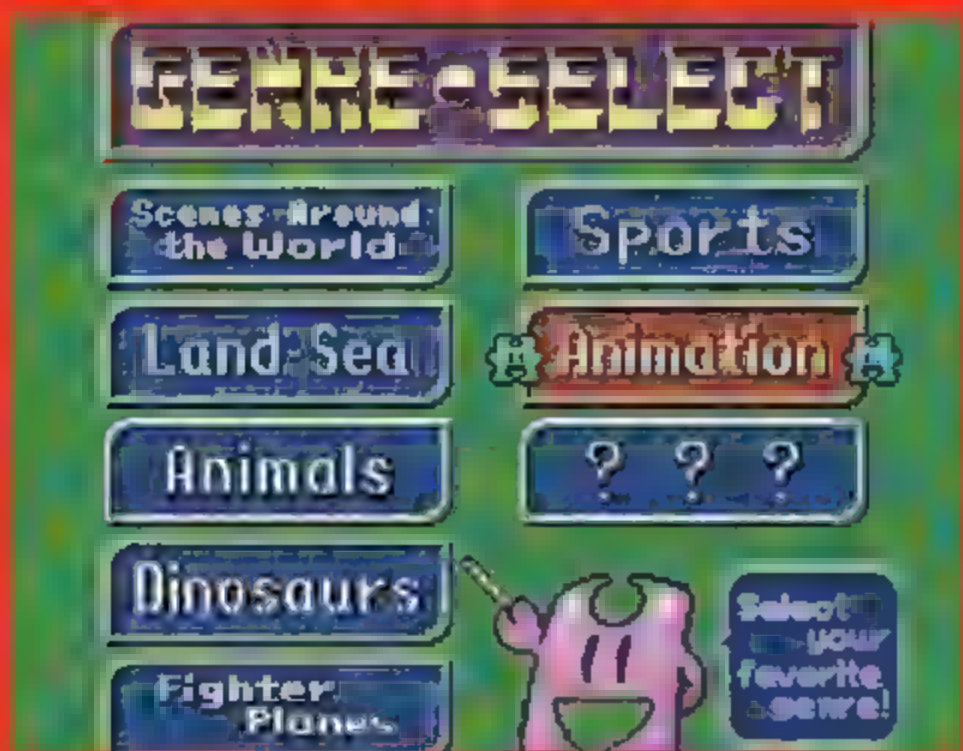 GENRE-SELECT
Scenes Around
the World
Sports
Land·Sea
Animation
Animals
? ? ?
Dinosaurs
Fighter
Planes
Select
your
favorite
genre!